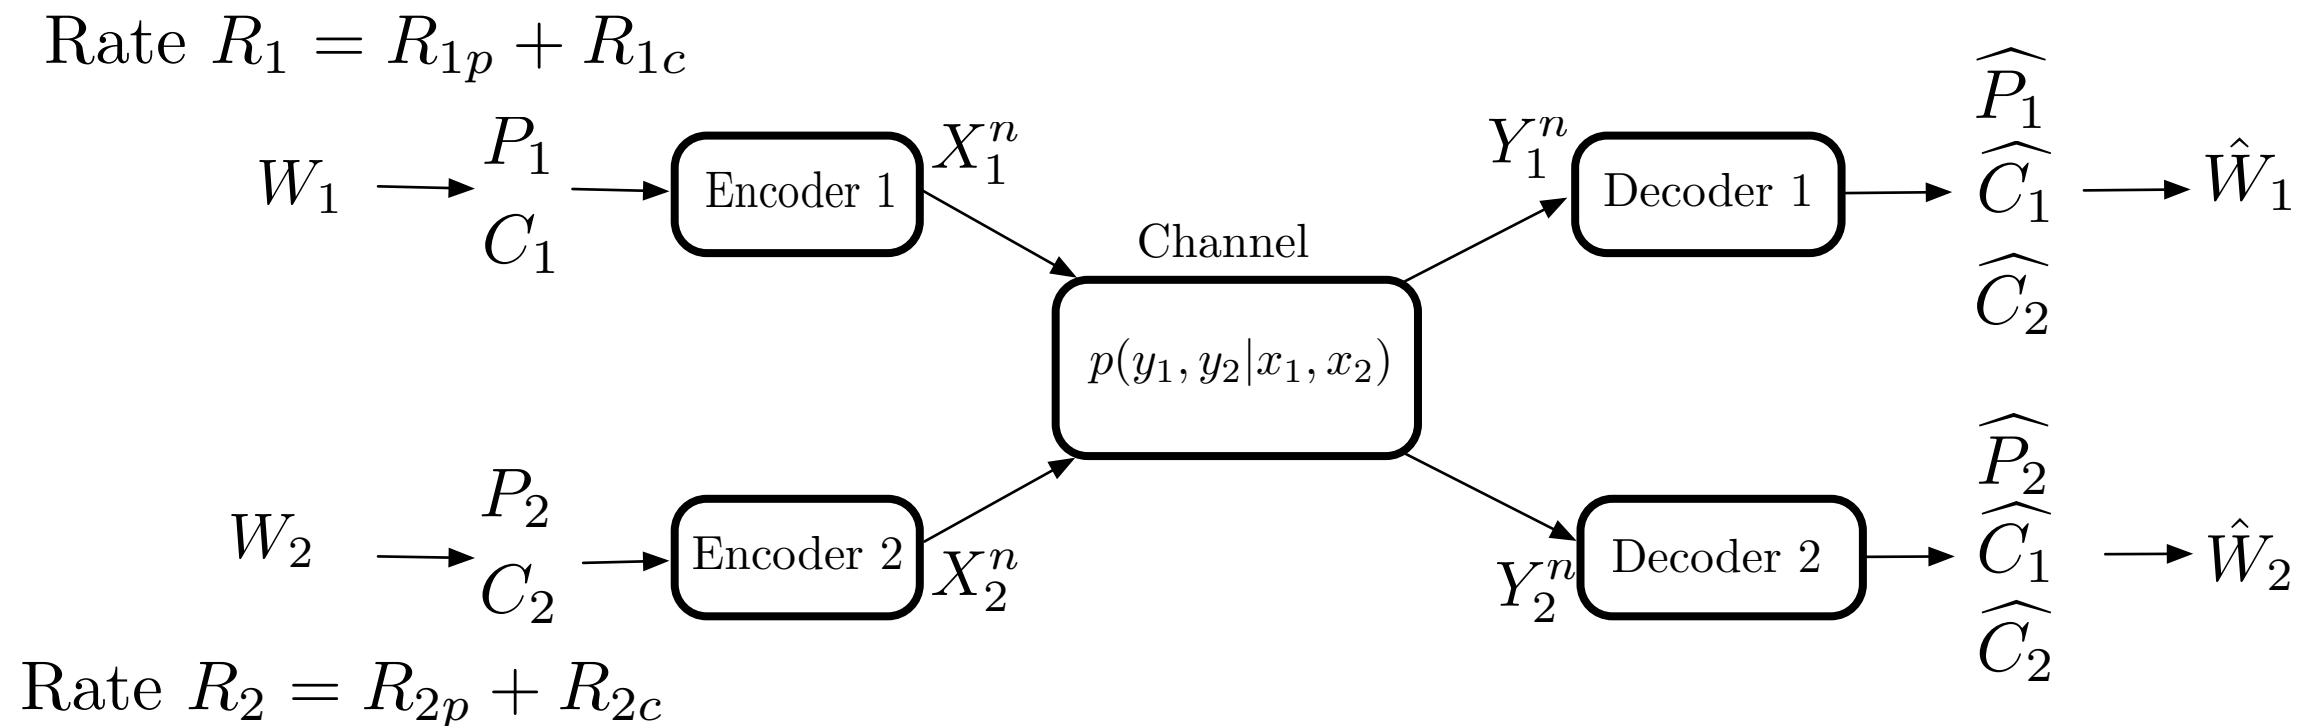 Rate $R_1 = R_{1p} + R_{1c}$
$W_1$
$P_1$
$C_1$
Encoder 1
$X_1^n$
Channel
$p(y_1, y_2|x_1, x_2)$
$Y_1^n$
Decoder 1
$\widehat{P_1}$
$\widehat{C_1}$
$\widehat{C_2}$
$\hat{W}_1$
$W_2$
$P_2$
$C_2$
Encoder 2
$X_2^n$
$Y_2^n$
Decoder 2
$\widehat{P_2}$
$\widehat{C_1}$
$\widehat{C_2}$
$\hat{W}_2$
Rate $R_2 = R_{2p} + R_{2c}$